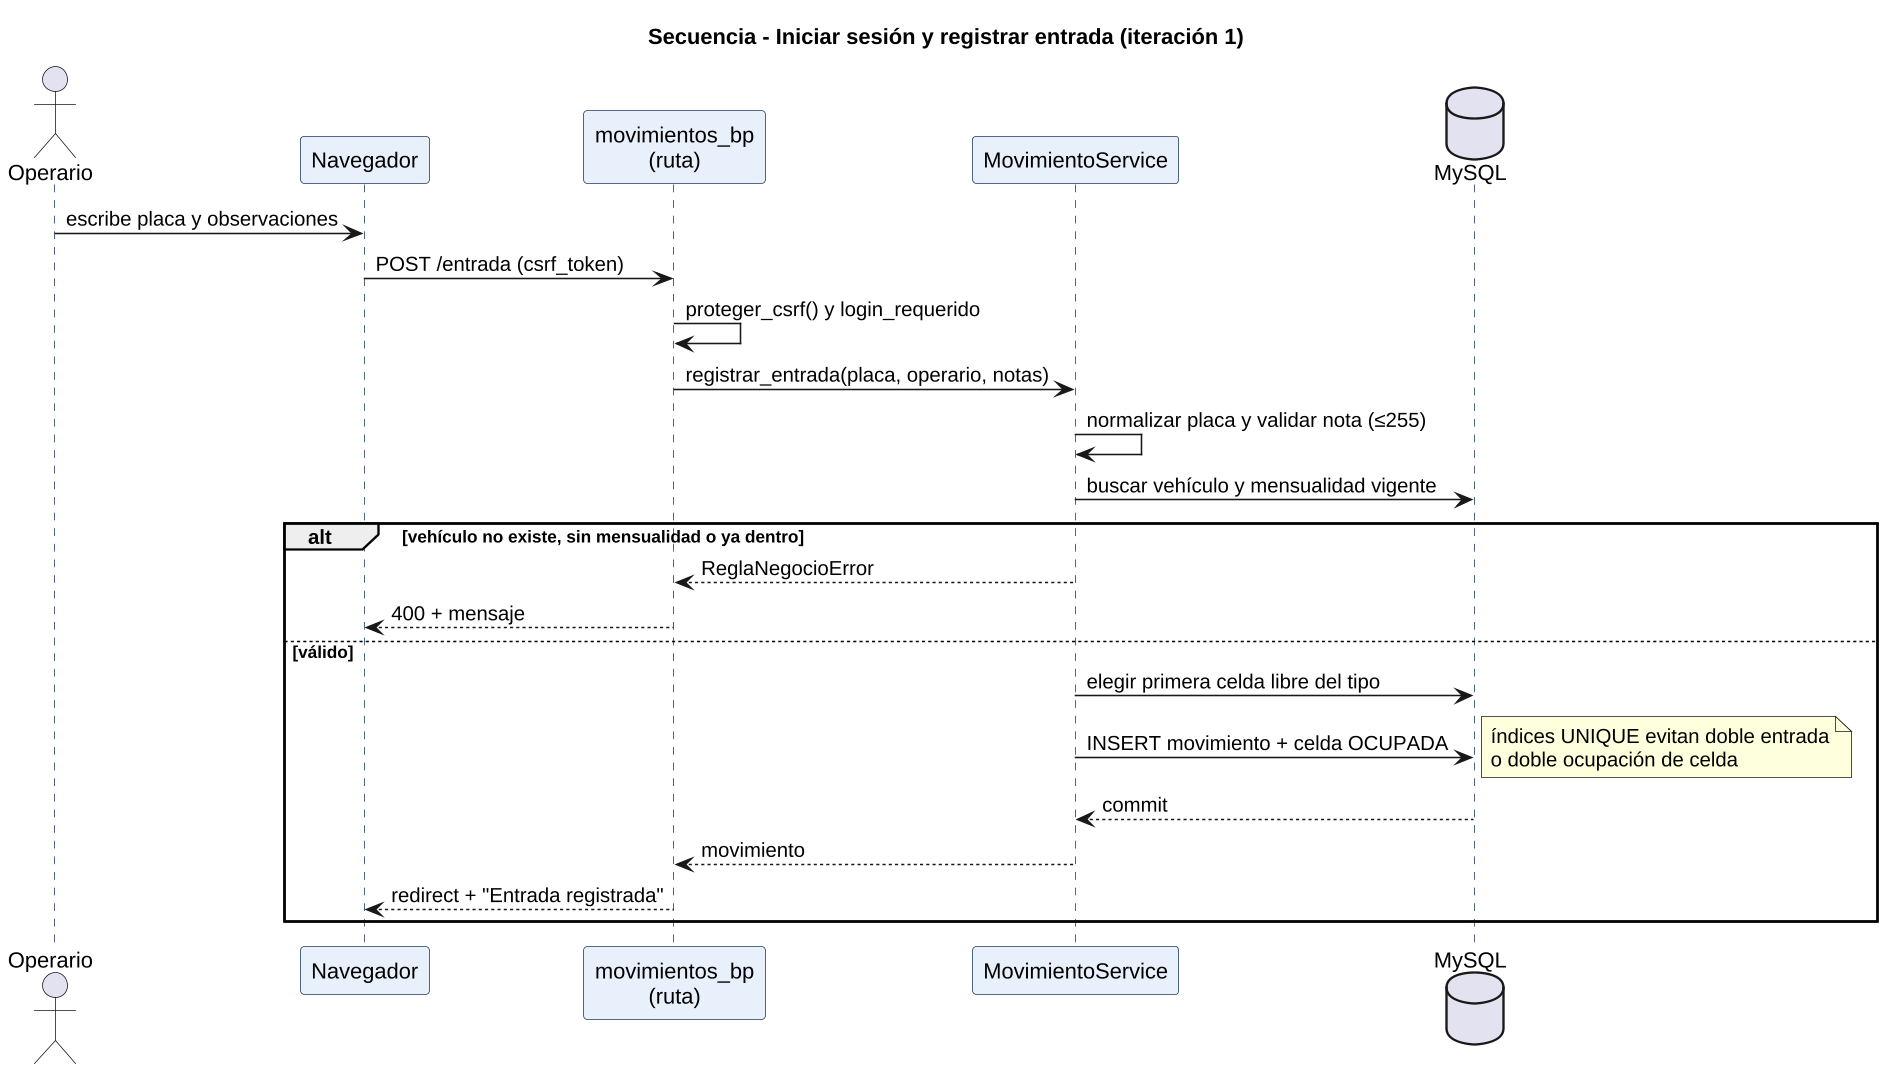 Secuencia - Iniciar sesión y registrar entrada (iteración 1)
Operario
Navegador
movimientos_bp
(ruta)
MovimientoService
MySQL
escribe placa y observaciones
POST /entrada (csrf_token)
proteger_csrf() y login_requerido
registrar_entrada(placa, operario, notas)
normalizar placa y validar nota (≤255)
buscar vehículo y mensualidad vigente
alt
[vehículo no existe, sin mensualidad o ya dentro]
ReglaNegocioError
400 + mensaje
[válido]
elegir primera celda libre del tipo
INSERT movimiento + celda OCUPADA
índices UNIQUE evitan doble entrada
o doble ocupación de celda
commit
movimiento
redirect + "Entrada registrada"
Operario
Navegador
movimientos_bp
(ruta)
MovimientoService
MySQL